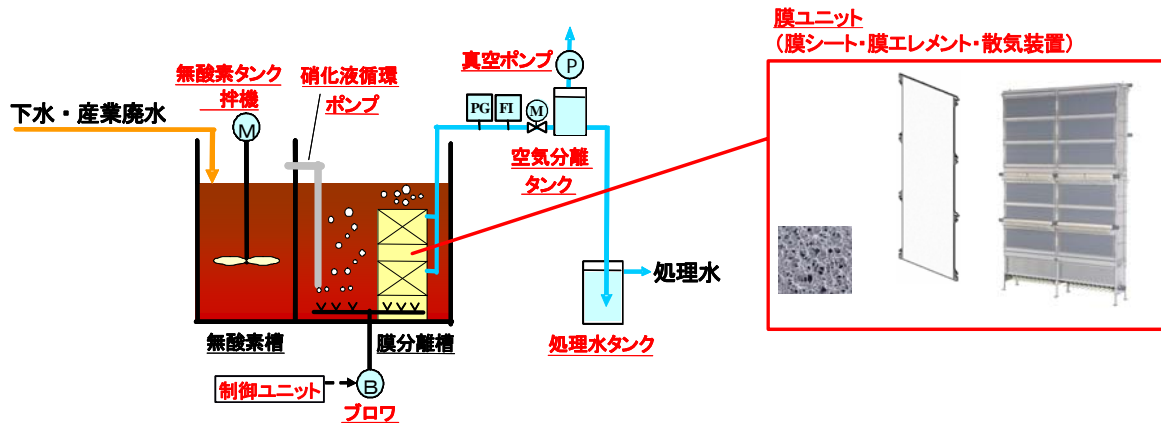 膜ユニット
（膜シート・膜エレメント・散気装置）
真空ポンプ
P
無酸素タンク
拌機
硝化液循環
ポンプ
下水・産業廃水
M
PG
FI
M
空気分離
タンク
処理水
無酸素槽
膜分離槽
処理水タンク
制御ユニット
B
ブロワ